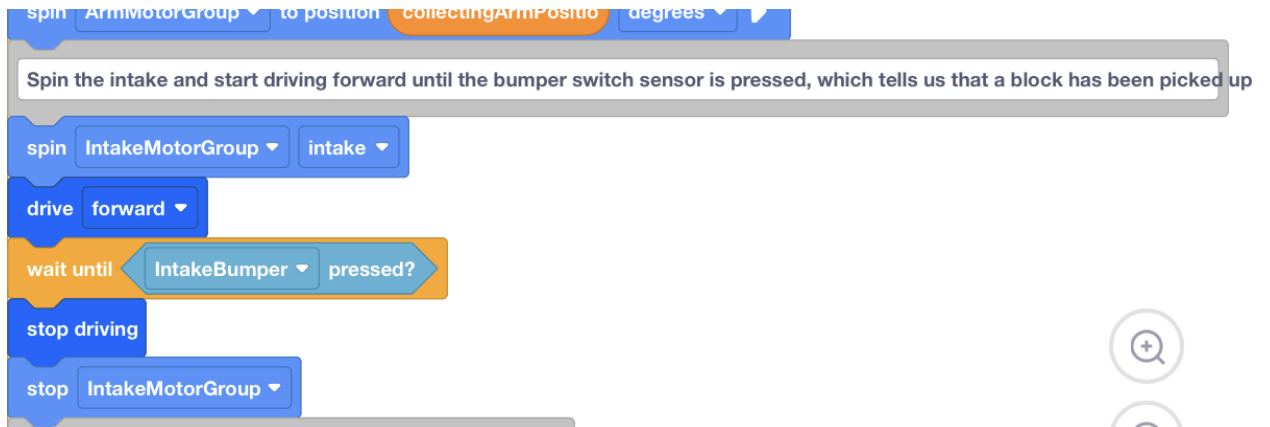 spin ArmMotorGroup to position collectingArmPositio degrees
Spin the intake and start driving forward until the bumper switch sensor is pressed, which tells us that a block has been picked up
spin IntakeMotorGroup intake
drive forward
wait until IntakeBumper pressed?
stop driving
stop IntakeMotorGroup